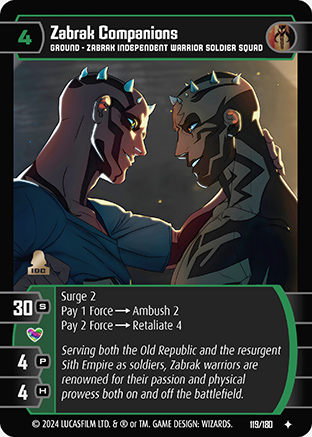 4
Zabrak Companions
GROUND - ZABRAK INDEPENDENT WARRIOR SOLDIER SQUAD
IDC
30 S
4 P
4 H
Surge 2
Pay 1 Force → Ambush 2
Pay 2 Force → Retaliate 4
Serving both the Old Republic and the resurgent
Sith Empire as soldiers, Zabrak warriors are
renowned for their passion and physical
prowess both on and off the battlefield.
© 2024 LUCASFILM LTD. & ® or TM. GAME DESIGN: WIZARDS.
119/180